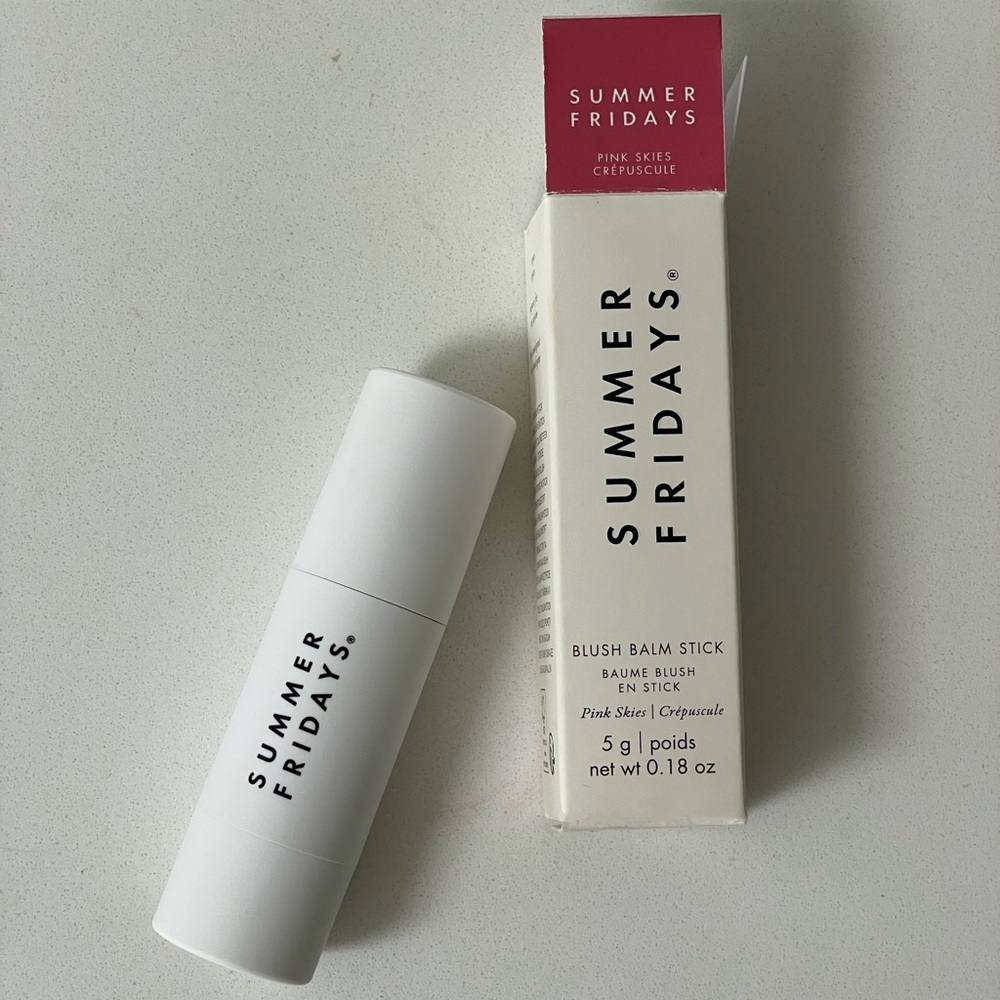 SUMMER
FRIDAYS
PINK SKIES
CRÉPUSCULE
SUMMER
FRIDAYS®
BLUSH BALM STICK
BAUME BLUSH
EN STICK
Pink Skies | Crépuscule
5 g | poids
net wt 0.18 oz
SUMMER
FRIDAYS®